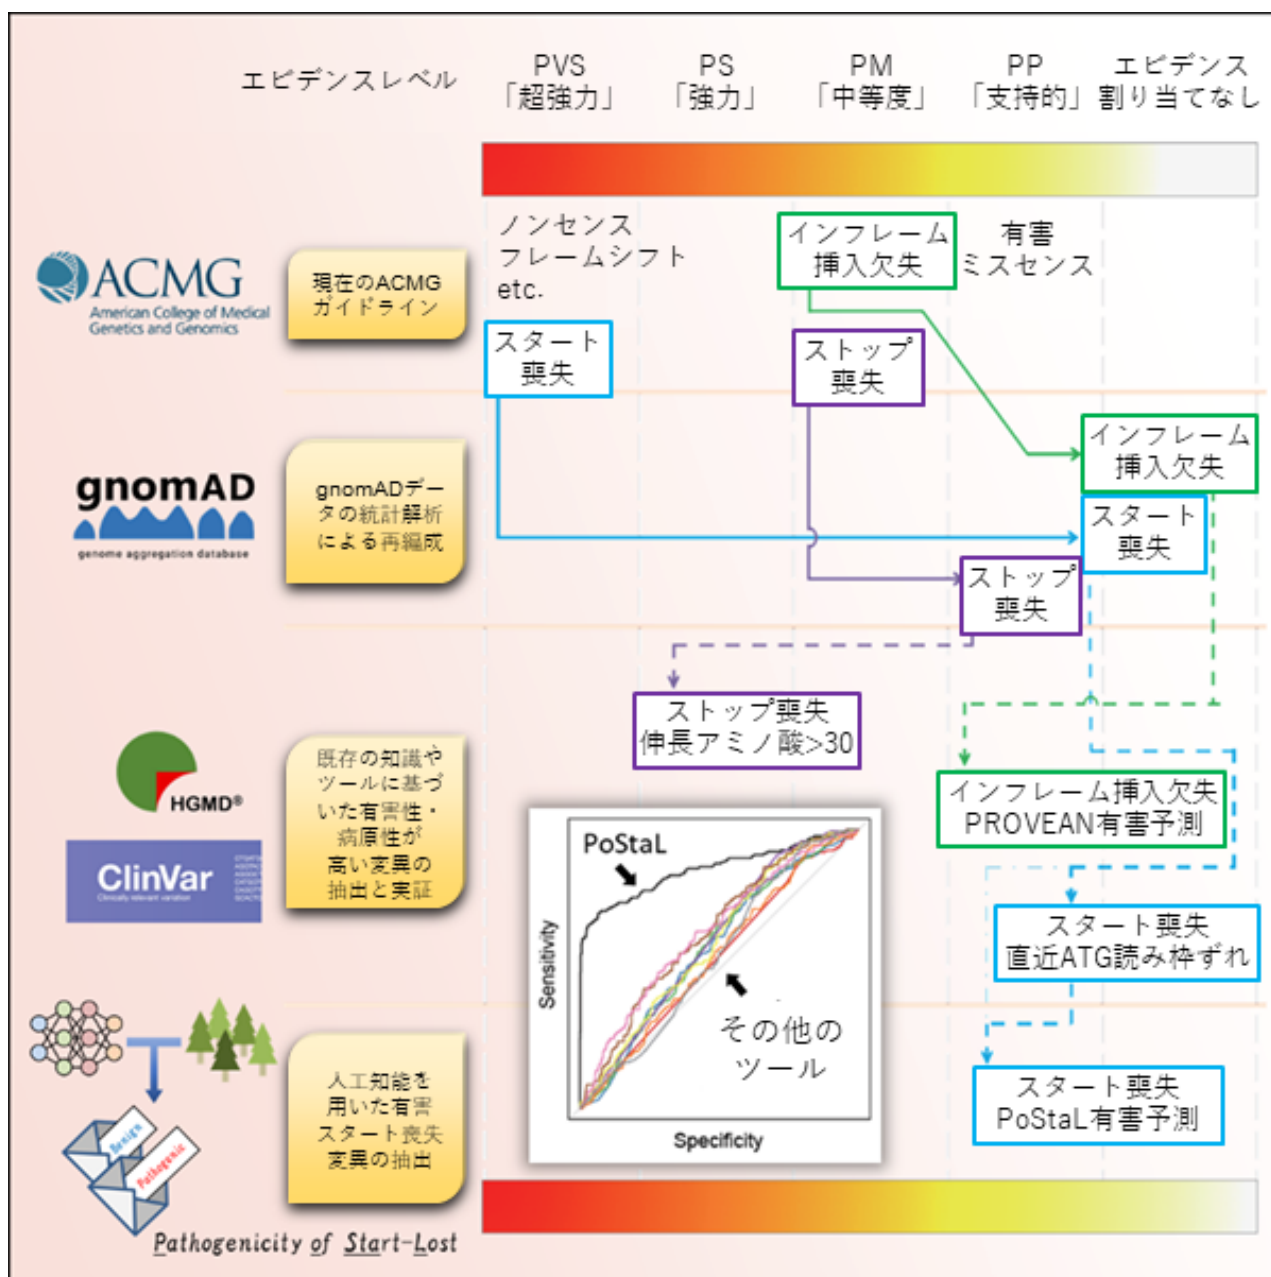 エビデンスレベル
PVS
「超強力」
PS
「強力」
PM
「中等度」
PP
「支持的」
エビデンス
割り当てなし
ACMG
American College of Medical
Genetics and Genomics
現在のACMG
ガイドライン
ノンセンス
フレームシフト
etc.
インフレーム
挿入欠失
有害
ミスセンス
スタート
喪失
ストップ
喪失
gnomAD
genome aggregation database
gnomADデー
タの統計解析
による再編成
インフレーム
挿入欠失
スタート
喪失
ストップ
喪失
ストップ喪失
伸長アミノ酸>30
HGMD®
ClinVar
Clinically relevant variation
既存の知識や
ツールに基づ
いた有害性・
病原性が
高い変異の
抽出と実証
インフレーム挿入欠失
PROVEAN有害予測
PoStaL
その他の
ツール
Sensitivity
Specificity
スタート喪失
直近ATG読み枠ずれ
Benign
Pathogenic
人工知能を
用いた有害
スタート喪失
変異の抽出
スタート喪失
PoStaL有害予測
Pathogenicity of Start-Lost